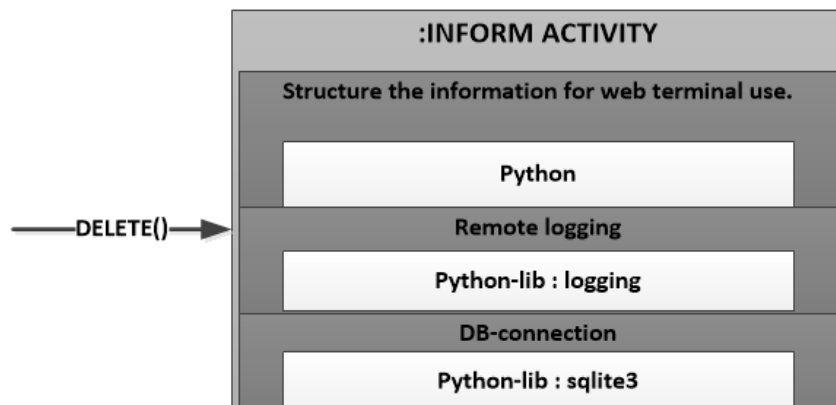 :INFORM ACTIVITY
Structure the information for web terminal use.
Python
DELETE()
Remote logging
Python-lib : logging
DB-connection
Python-lib : sqlite3